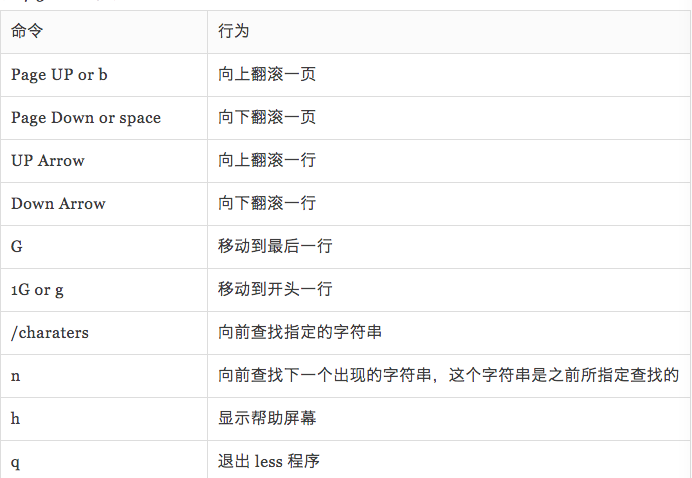 命令 行为
Page UP or b 向上翻滚一页
Page Down or space 向下翻滚一页
UP Arrow 向上翻滚一行
Down Arrow 向下翻滚一行
G 移动到最后一行
1G or g 移动到开头一行
/charaters 向前查找指定的字符串
n 向前查找下一个出现的字符串，这个字符串是之前所指定查找的
h 显示帮助屏幕
q 退出 less 程序